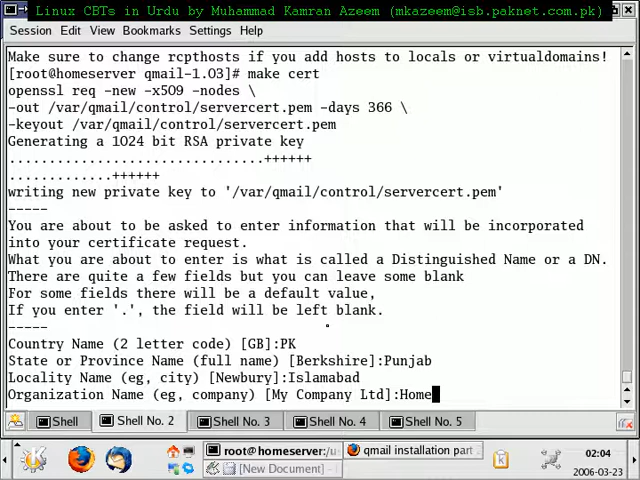 Linux CBTs in Urdu by Muhammad Kamran Azeem (mkazeem@isb.paknet.com.pk)
Session Edit View Bookmarks Settings Help
Make sure to change rcpthosts if you add hosts to locals or virtualdomains!
[root@homeserver qmail-1.03]# make cert
openssl req -new -x509 -nodes \
-out /var/qmail/control/servercert.pem -days 366 \
-keyout /var/qmail/control/servercert.pem
Generating a 1024 bit RSA private key
................................++++++
.............++++++
writing new private key to '/var/qmail/control/servercert.pem'
-----
You are about to be asked to enter information that will be incorporated
into your certificate request.
What you are about to enter is what is called a Distinguished Name or a DN.
There are quite a few fields but you can leave some blank
For some fields there will be a default value,
If you enter '.', the field will be left blank.
-----
Country Name (2 letter code) [GB]:PK
State or Province Name (full name) [Berkshire]:Punjab
Locality Name (eg, city) [Newbury]:Islamabad
Organization Name (eg, company) [My Company Ltd]:Home
Shell Shell No. 2 Shell No. 3 Shell No. 4 Shell No. 5
root@homeserver:/u qmail installation part
[New Document]
02:04
2006-03-23